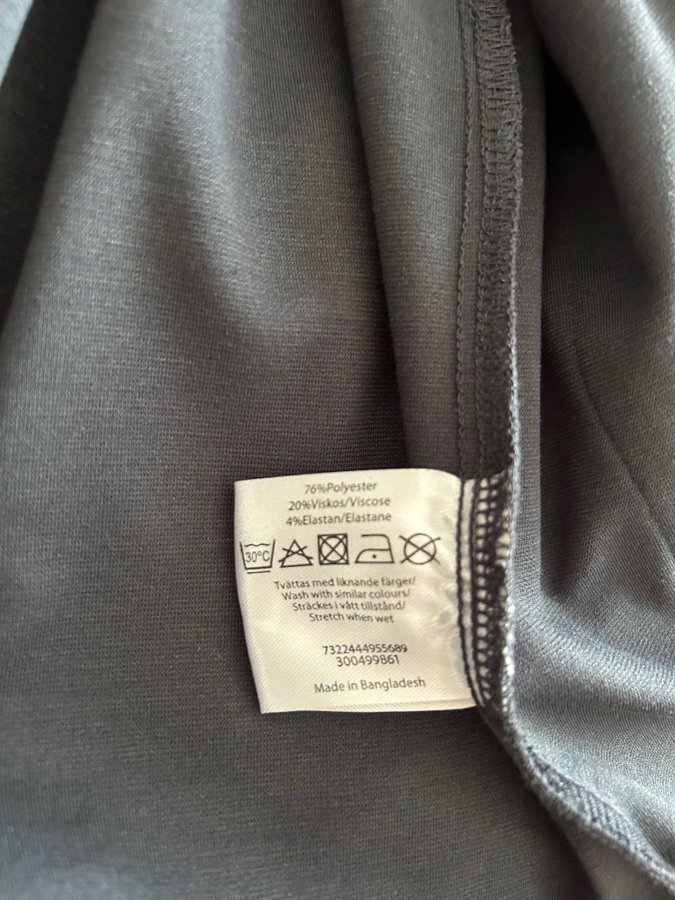 76%Polyester
20%Viskos/Viscose
4%Elastan/Elastane
30°C
Tvättas med liknande färger/
Wash with similar colours/
Sträckes i vått tillstånd/
Stretch when wet
7322444955689
300499861
Made in Bangladesh